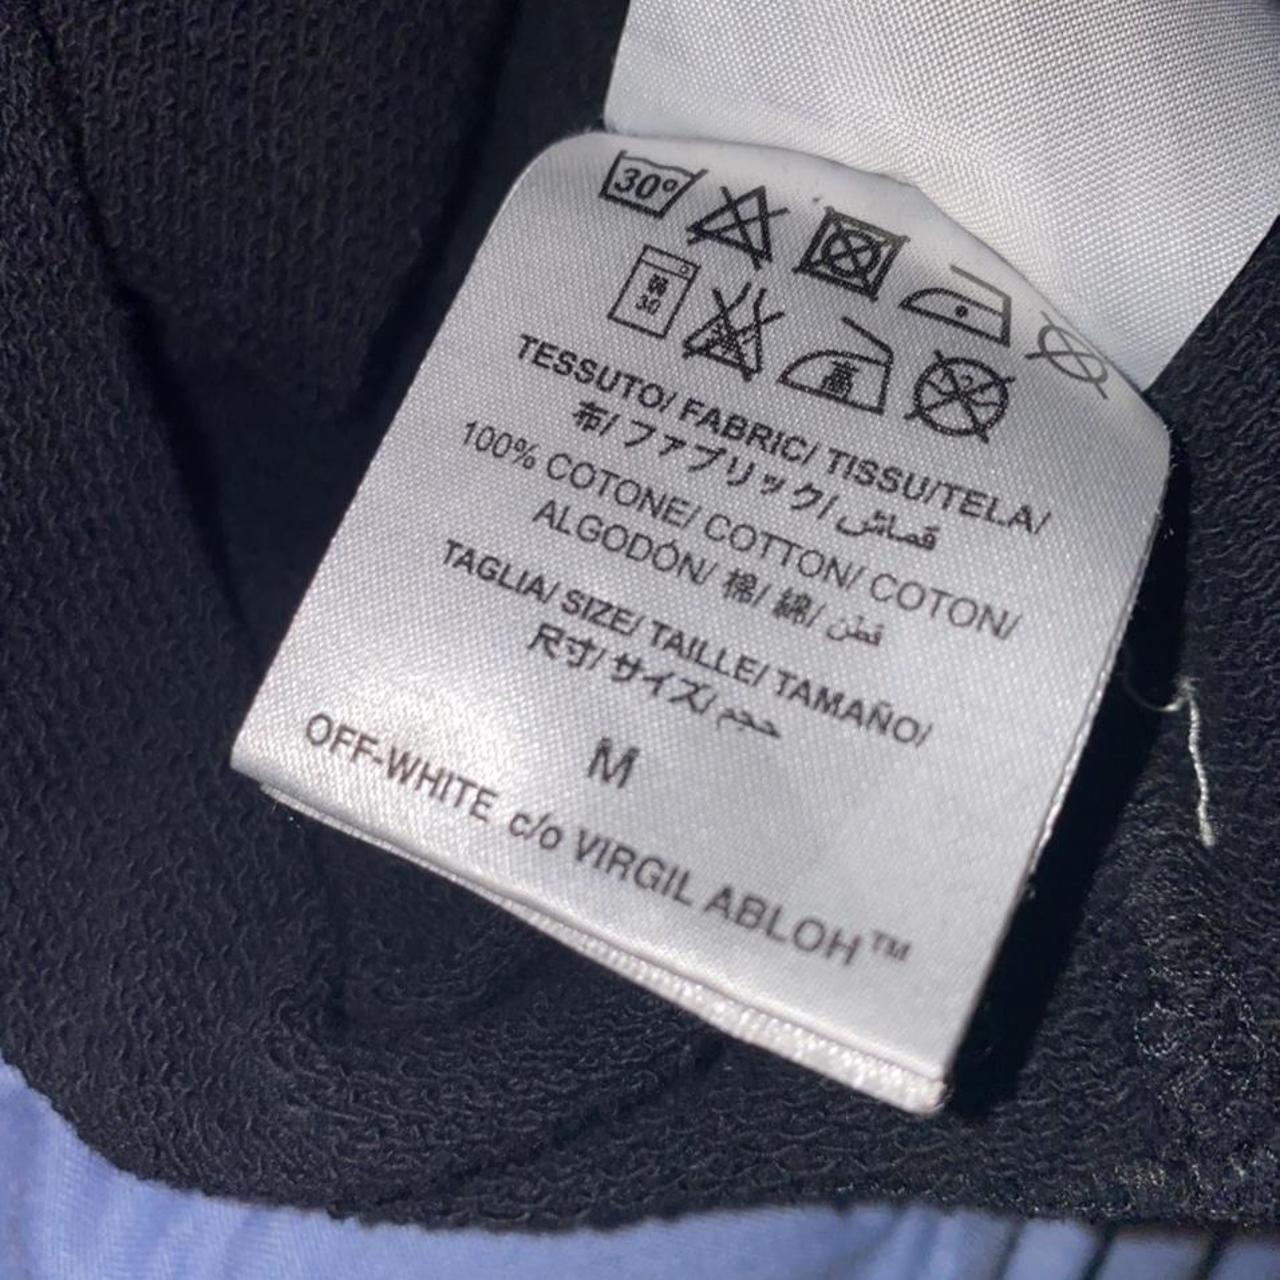 30°
30
高
TESSUTO/ FABRIC/ TISSU/TELA/
布/ ファブリック/ قماش
100% COTONE/ COTTON/ COTON/
ALGODÓN/ 棉/ 綿/ قطن
TAGLIA/ SIZE/ TAILLE/ TAMAÑO/
尺寸/ サイズ/ حجم
M
OFF-WHITE c/o VIRGIL ABLOH™